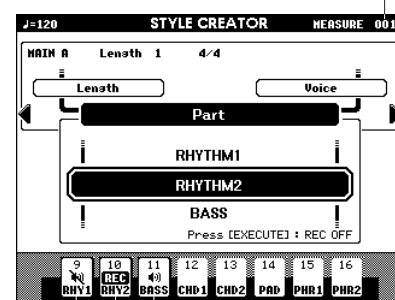 ♩=120 STYLE CREATOR MEASURE 001
MAIN A Length 1 4/4
Length Voice
Part
RHYTHM1
RHYTHM2
BASS
Press [EXECUTE] : REC OFF
9 10 11 12 13 14 15 16
REC
RHY1 RHY2 BASS CHD1 CHD2 PAD PHR1 PHR2